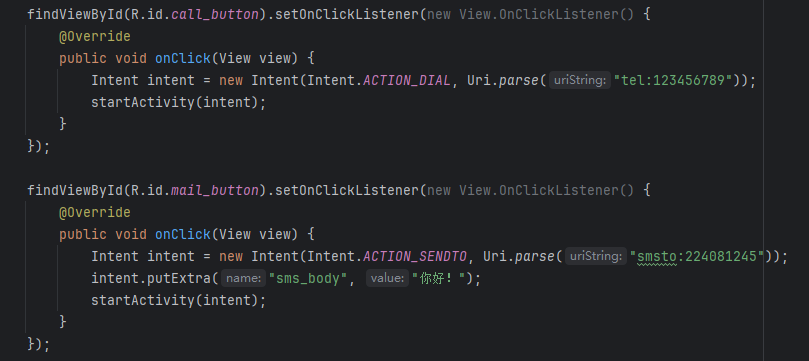 findViewById(R.id.call_button).setOnClickListener(new View.OnClickListener() {
@Override
public void onClick(View view) {
Intent intent = new Intent(Intent.ACTION_DIAL, Uri.parse( uriString: "tel:123456789"));
startActivity(intent);
}
});
findViewById(R.id.mail_button).setOnClickListener(new View.OnClickListener() {
@Override
public void onClick(View view) {
Intent intent = new Intent(Intent.ACTION_SENDTO, Uri.parse( uriString: "smsto:224081245"));
intent.putExtra( name: "sms_body", value: "你好！");
startActivity(intent);
}
});